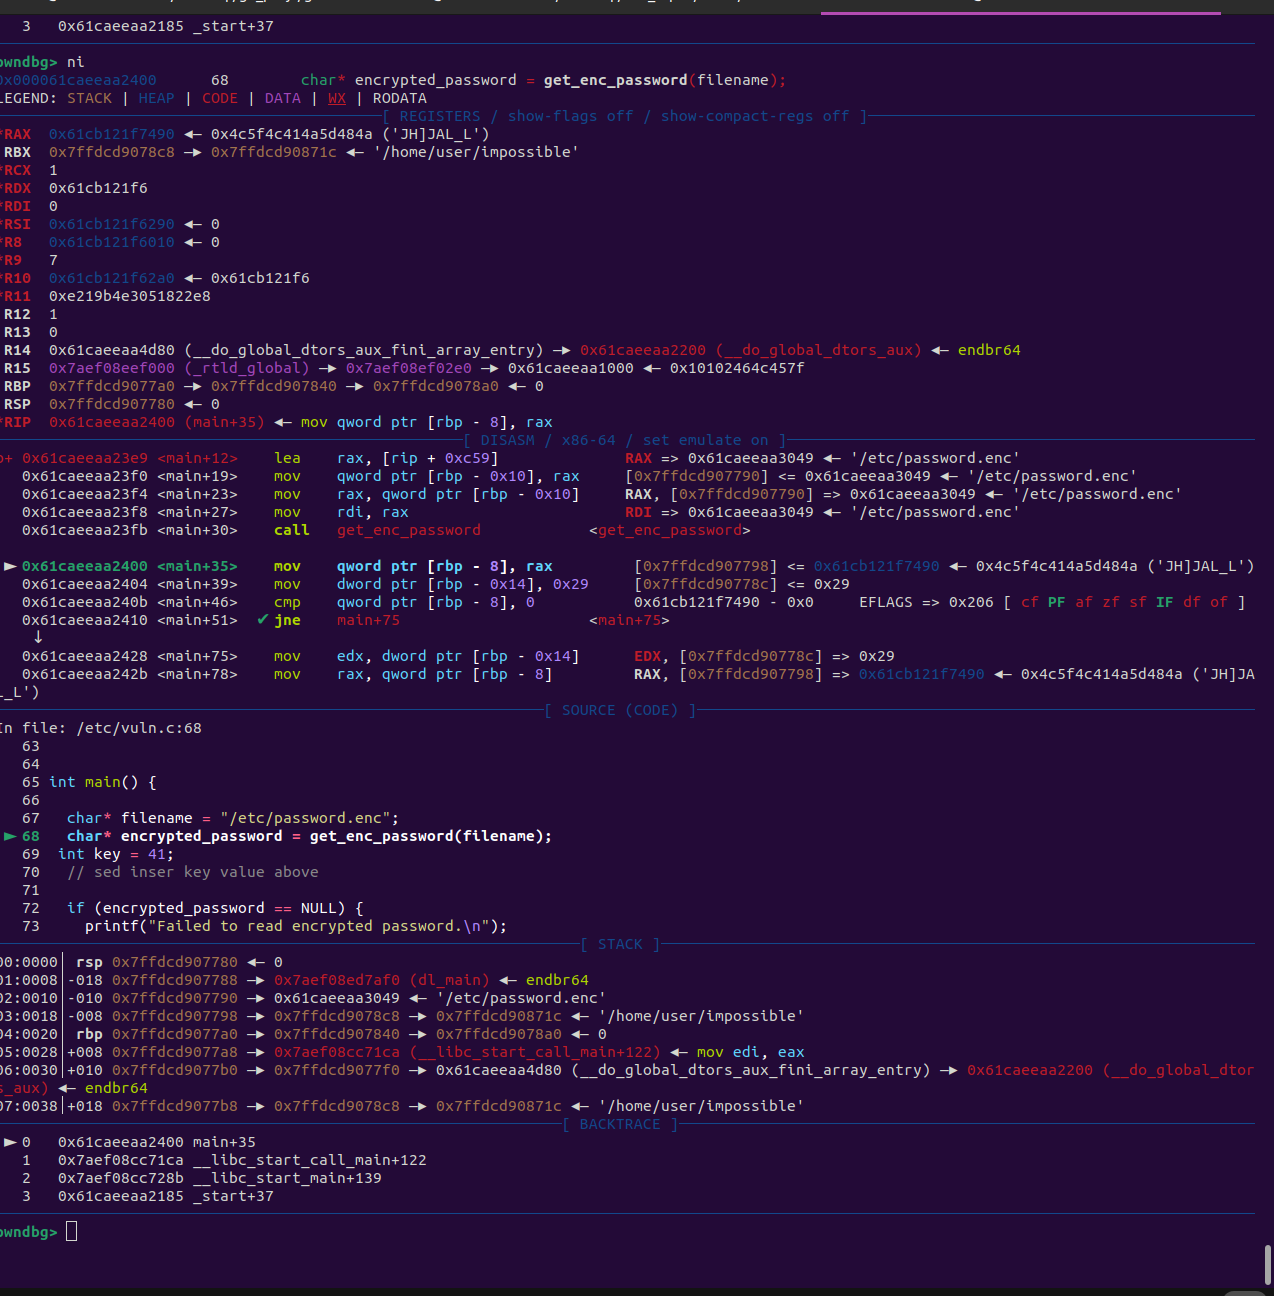 3 0x61caeeaa2185 _start+37
pwndbg> ni
0x000061caeeaa2400 68 char* encrypted_password = get_enc_password(filename);
LEGEND: STACK | HEAP | CODE | DATA | WX | RODATA
[ REGISTERS / show-flags off / show-compact-regs off ]
*RAX 0x61cb121f7490 ◂— 0x4c5f4c414a5d484a ('JH]JAL_L')
RBX 0x7ffdcd9078c8 —▸ 0x7ffdcd90871c ◂— '/home/user/impossible'
*RCX 1
*RDX 0x61cb121f6
*RDI 0
*RSI 0x61cb121f6290 ◂— 0
*R8 0x61cb121f6010 ◂— 0
*R9 7
*R10 0x61cb121f62a0 ◂— 0x61cb121f6
*R11 0xe219b4e3051822e8
R12 1
R13 0
R14 0x61caeeaa4d80 (__do_global_dtors_aux_fini_array_entry) —▸ 0x61caeeaa2200 (__do_global_dtors_aux) ◂— endbr64
R15 0x7aef08eef000 (_rtld_global) —▸ 0x7aef08ef02e0 —▸ 0x61caeeaa1000 ◂— 0x10102464c457f
RBP 0x7ffdcd9077a0 —▸ 0x7ffdcd907840 —▸ 0x7ffdcd9078a0 ◂— 0
RSP 0x7ffdcd907780 ◂— 0
*RIP 0x61caeeaa2400 (main+35) ◂— mov qword ptr [rbp - 8], rax
[ DISASM / x86-64 / set emulate on ]
b+ 0x61caeeaa23e9 <main+12> lea rax, [rip + 0xc59] RAX => 0x61caeeaa3049 ◂— '/etc/password.enc'
0x61caeeaa23f0 <main+19> mov qword ptr [rbp - 0x10], rax [0x7ffdcd907790] <= 0x61caeeaa3049 ◂— '/etc/password.enc'
0x61caeeaa23f4 <main+23> mov rax, qword ptr [rbp - 0x10] RAX, [0x7ffdcd907790] => 0x61caeeaa3049 ◂— '/etc/password.enc'
0x61caeeaa23f8 <main+27> mov rdi, rax RDI => 0x61caeeaa3049 ◂— '/etc/password.enc'
0x61caeeaa23fb <main+30> call get_enc_password <get_enc_password>
► 0x61caeeaa2400 <main+35> mov qword ptr [rbp - 8], rax [0x7ffdcd907798] <= 0x61cb121f7490 ◂— 0x4c5f4c414a5d484a ('JH]JAL_L')
0x61caeeaa2404 <main+39> mov dword ptr [rbp - 0x14], 0x29 [0x7ffdcd90778c] <= 0x29
0x61caeeaa240b <main+46> cmp qword ptr [rbp - 8], 0 0x61cb121f7490 - 0x0 EFLAGS => 0x206 [ cf PF af zf sf IF df of ]
0x61caeeaa2410 <main+51> ✔ jne main+75 <main+75>
↓
0x61caeeaa2428 <main+75> mov edx, dword ptr [rbp - 0x14] EDX, [0x7ffdcd90778c] => 0x29
0x61caeeaa242b <main+78> mov rax, qword ptr [rbp - 8] RAX, [0x7ffdcd907798] => 0x61cb121f7490 ◂— 0x4c5f4c414a5d484a ('JH]JA
L_L')
[ SOURCE (CODE) ]
In file: /etc/vuln.c:68
63
64
65 int main() {
66
67 char* filename = "/etc/password.enc";
► 68 char* encrypted_password = get_enc_password(filename);
69 int key = 41;
70 // sed inser key value above
71
72 if (encrypted_password == NULL) {
73 printf("Failed to read encrypted password.\n");
[ STACK ]
00:0000│ rsp 0x7ffdcd907780 ◂— 0
01:0008│-018 0x7ffdcd907788 —▸ 0x7aef08ed7af0 (dl_main) ◂— endbr64
02:0010│-010 0x7ffdcd907790 —▸ 0x61caeeaa3049 ◂— '/etc/password.enc'
03:0018│-008 0x7ffdcd907798 —▸ 0x7ffdcd9078c8 —▸ 0x7ffdcd90871c ◂— '/home/user/impossible'
04:0020│ rbp 0x7ffdcd9077a0 —▸ 0x7ffdcd907840 —▸ 0x7ffdcd9078a0 ◂— 0
05:0028│+008 0x7ffdcd9077a8 —▸ 0x7aef08cc71ca (__libc_start_call_main+122) ◂— mov edi, eax
06:0030│+010 0x7ffdcd9077b0 —▸ 0x7ffdcd9077f0 —▸ 0x61caeeaa4d80 (__do_global_dtors_aux_fini_array_entry) —▸ 0x61caeeaa2200 (__do_global_dtor
s_aux) ◂— endbr64
07:0038│+018 0x7ffdcd9077b8 —▸ 0x7ffdcd9078c8 —▸ 0x7ffdcd90871c ◂— '/home/user/impossible'
[ BACKTRACE ]
► 0 0x61caeeaa2400 main+35
1 0x7aef08cc71ca __libc_start_call_main+122
2 0x7aef08cc728b __libc_start_main+139
3 0x61caeeaa2185 _start+37
pwndbg>